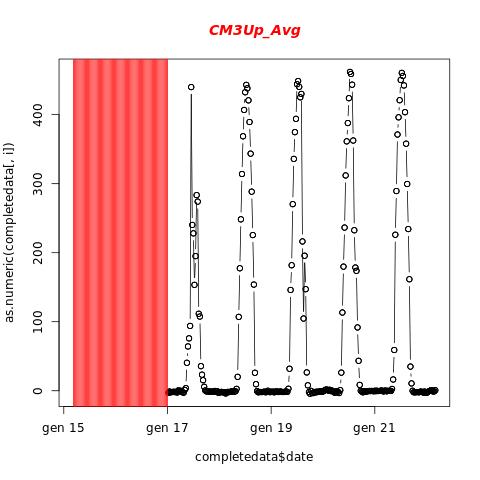 CM3Up_Avg
as.numeric(completedata[, i])
400
300
200
100
0
gen 15
gen 17
gen 19
gen 21
completedata$date